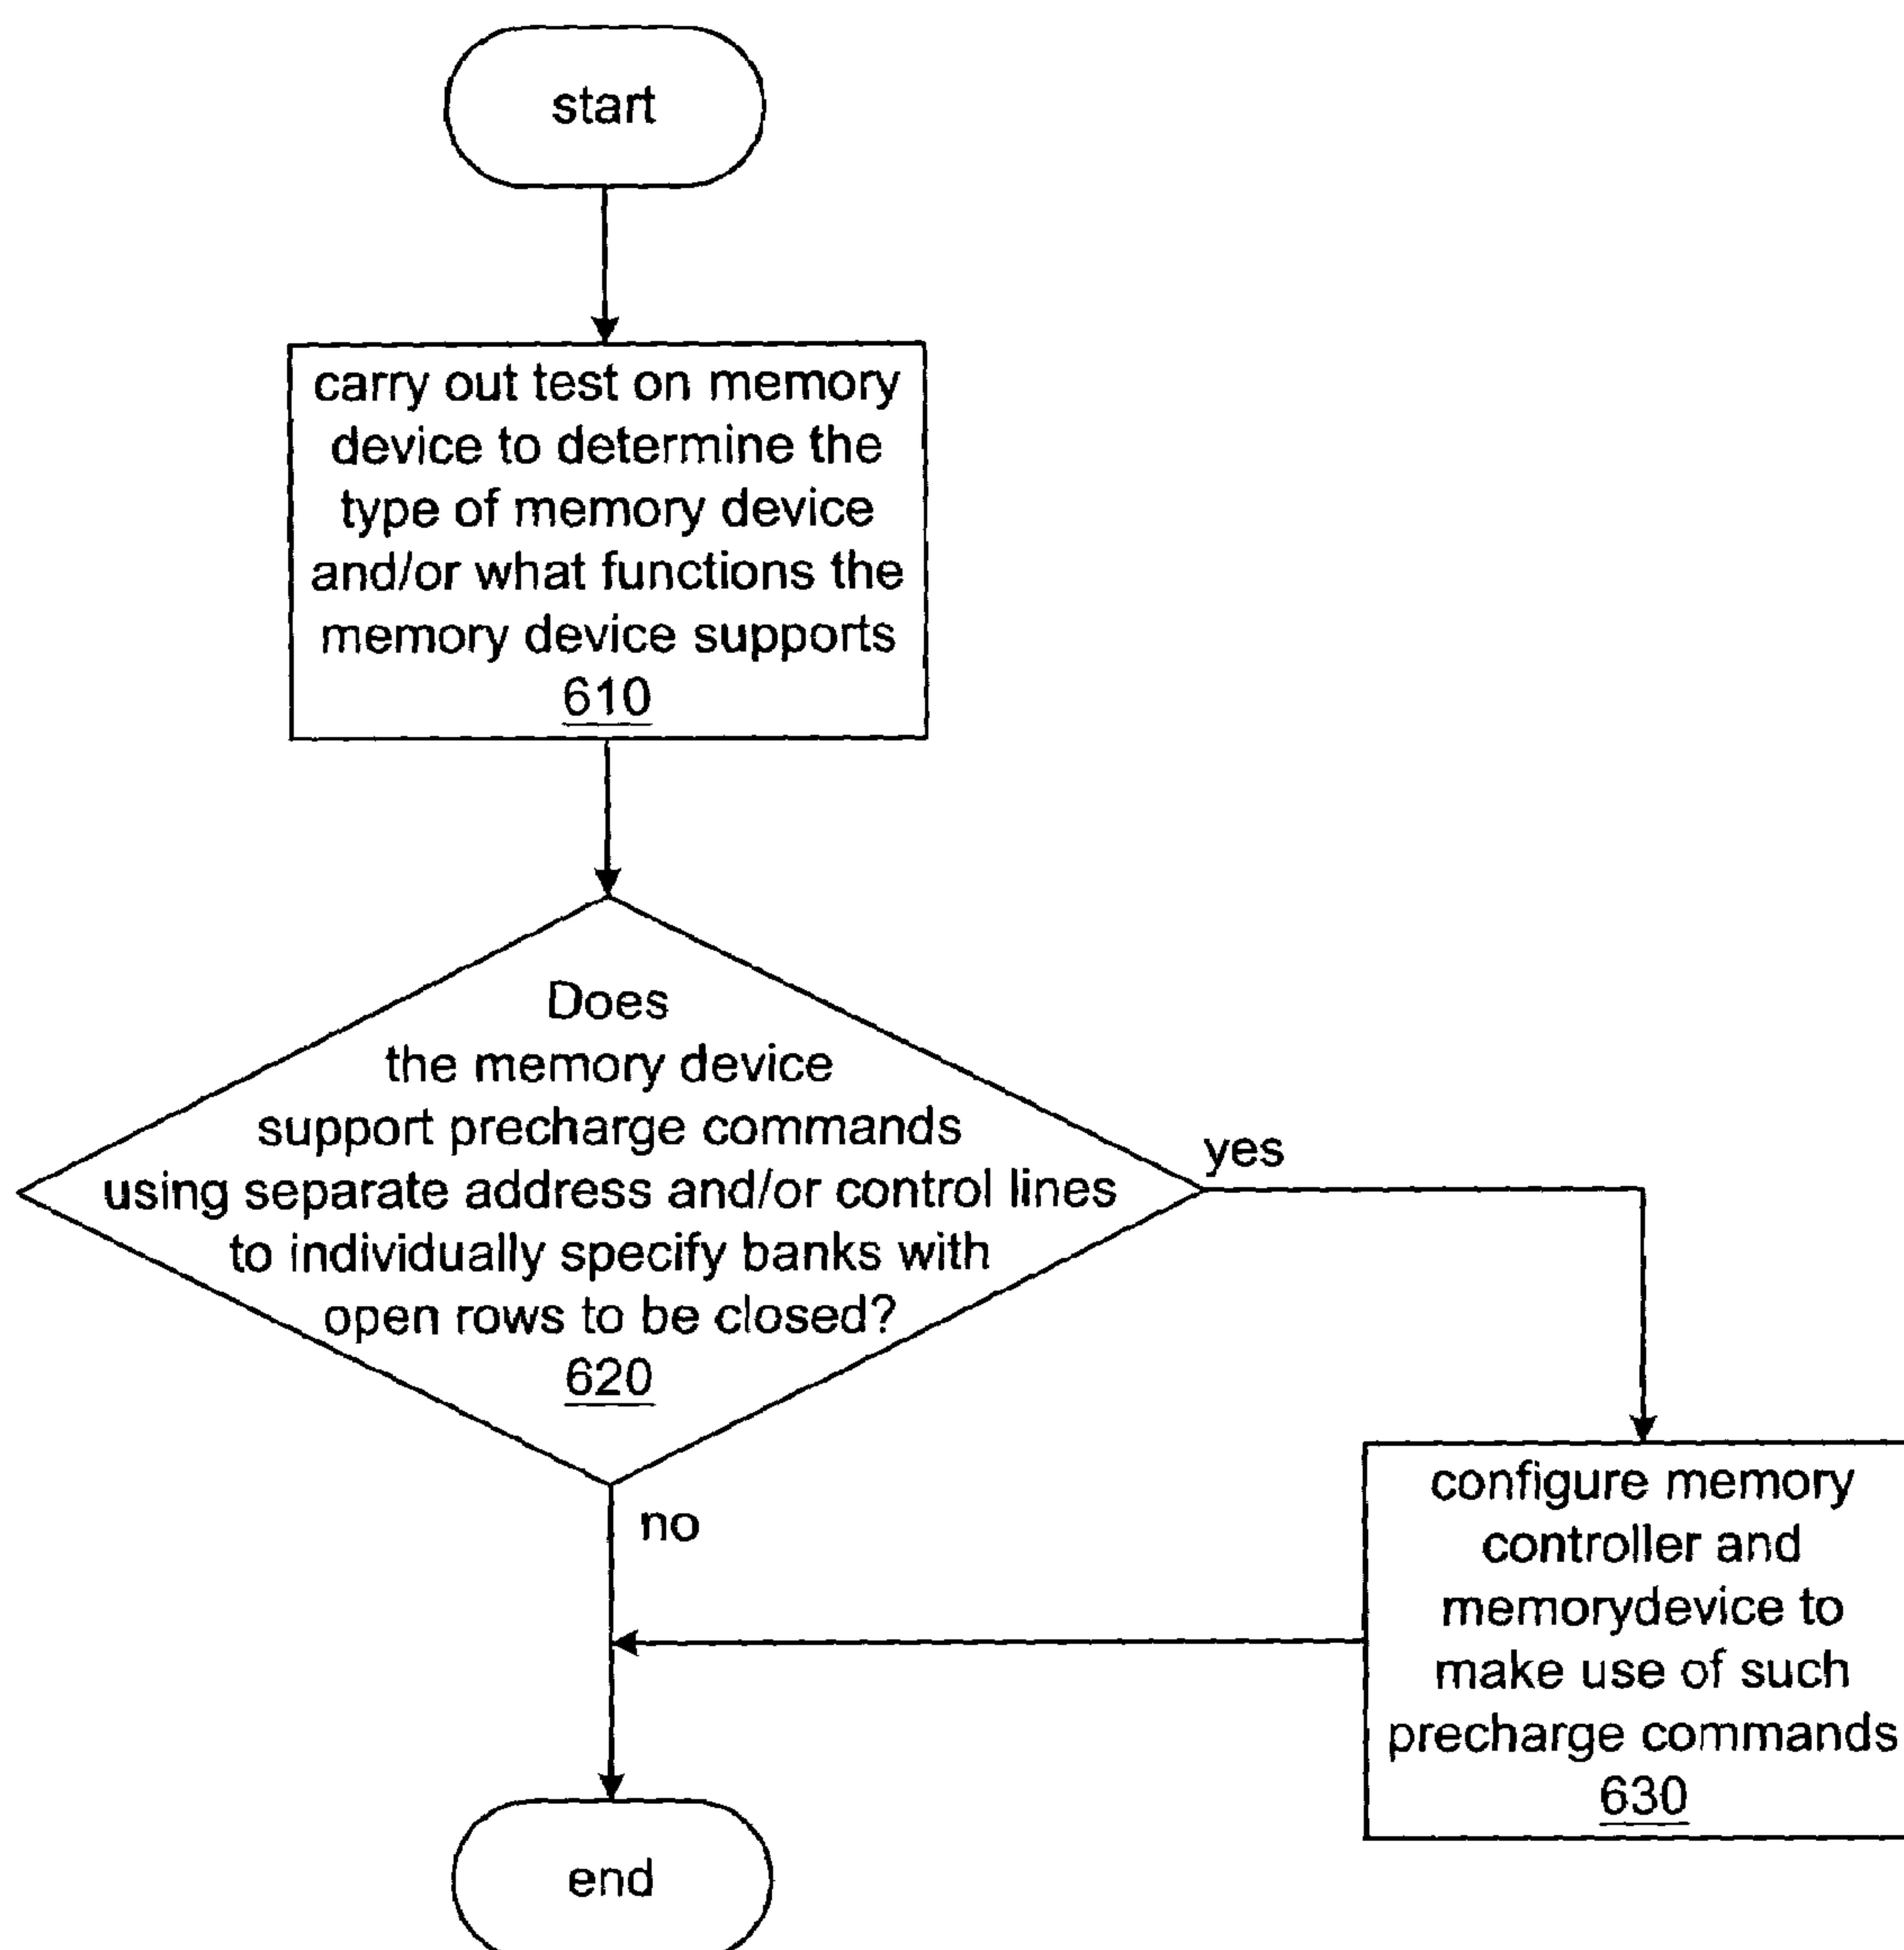 start
carry out test on memory
device to determine the
type of memory device
and/or what functions the
memory device supports
610
Does
the memory device
support precharge commands
using separate address and/or control lines
to individually specify banks with
open rows to be closed?
620
yes
no
configure memory
controller and
memorydevice to
make use of such
precharge commands
630
end